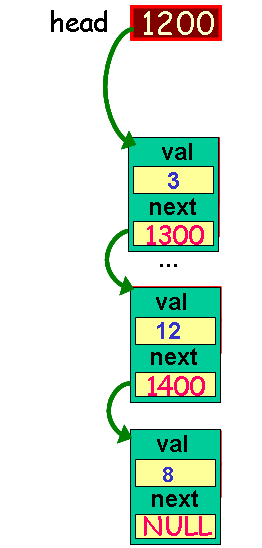 head 1200
val
3
next
1300
...
val
12
next
1400
val
8
next
NULL